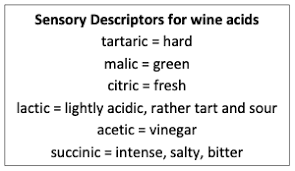 Sensory Descriptors for wine acids
tartaric = hard
malic = green
citric = fresh
lactic = lightly acidic, rather tart and sour
acetic = vinegar
succinic = intense, salty, bitter